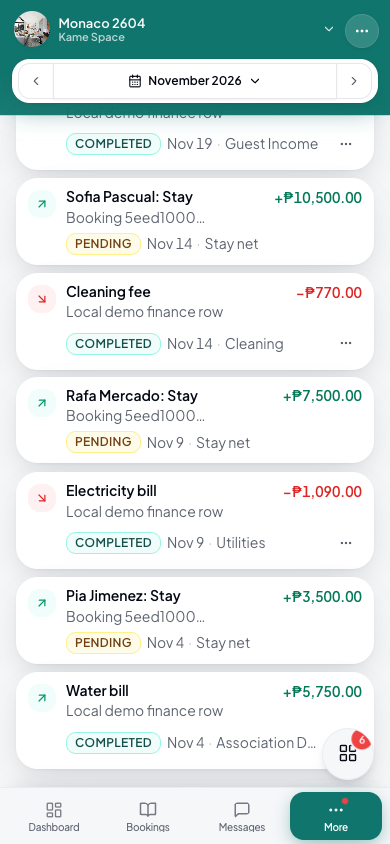 Monaco 2604
Kame Space
November 2026
Local demo finance row
COMPLETED Nov 19 · Guest Income
Sofia Pascual: Stay +₱10,500.00
Booking 5eed1000…
PENDING Nov 14 · Stay net
Cleaning fee −₱770.00
Local demo finance row
COMPLETED Nov 14 · Cleaning
Rafa Mercado: Stay +₱7,500.00
Booking 5eed1000…
PENDING Nov 9 · Stay net
Electricity bill −₱1,090.00
Local demo finance row
COMPLETED Nov 9 · Utilities
Pia Jimenez: Stay +₱3,500.00
Booking 5eed1000…
PENDING Nov 4 · Stay net
Water bill +₱5,750.00
Local demo finance row
COMPLETED Nov 4 · Association D…
6
Dashboard Bookings Messages More